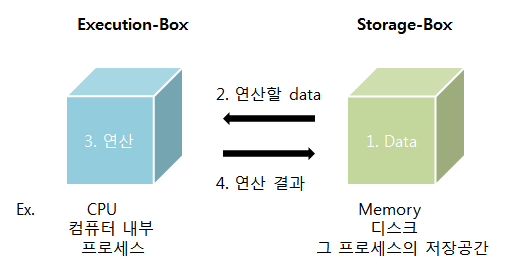 Execution-Box
Storage-Box
2. 연산할 data
3. 연산
1. Data
4. 연산 결과
Ex.
CPU
컴퓨터 내부
프로세스
Memory
디스크
그 프로세스의 저장공간